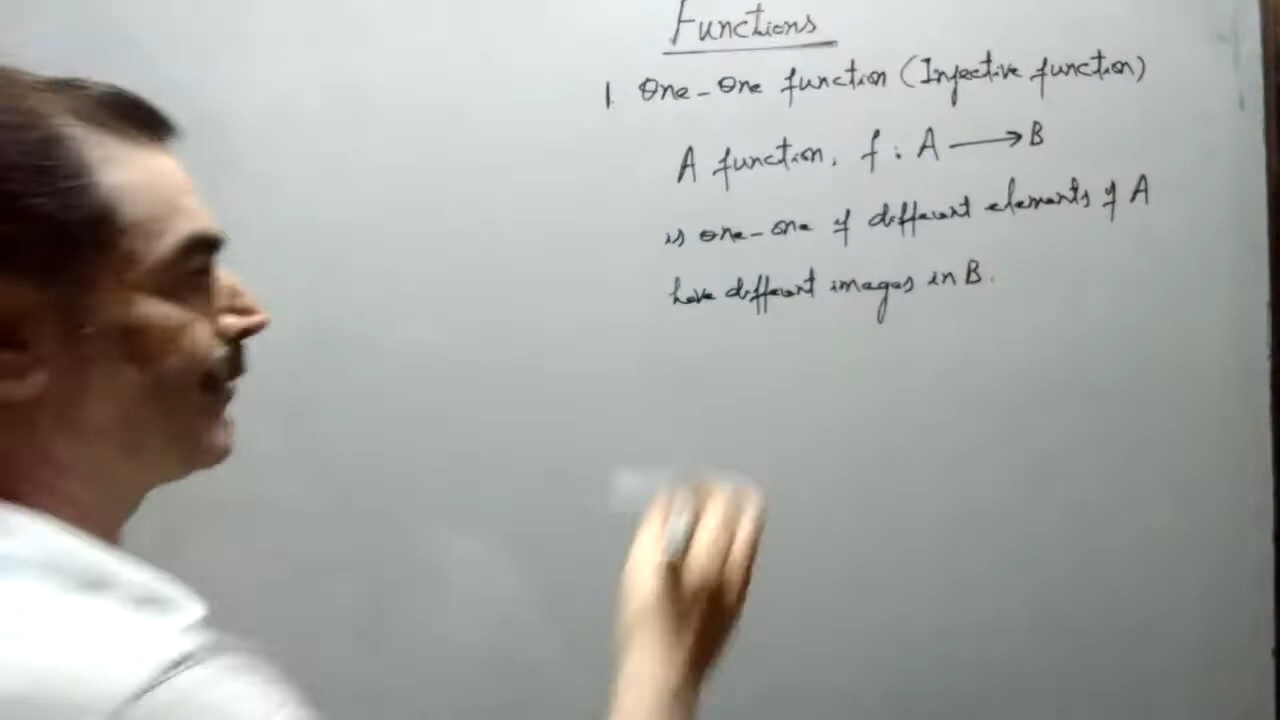 Functions
1. One-One function (Injective function)
A function, f : A → B
is one-one if different elements of A
have different images in B.